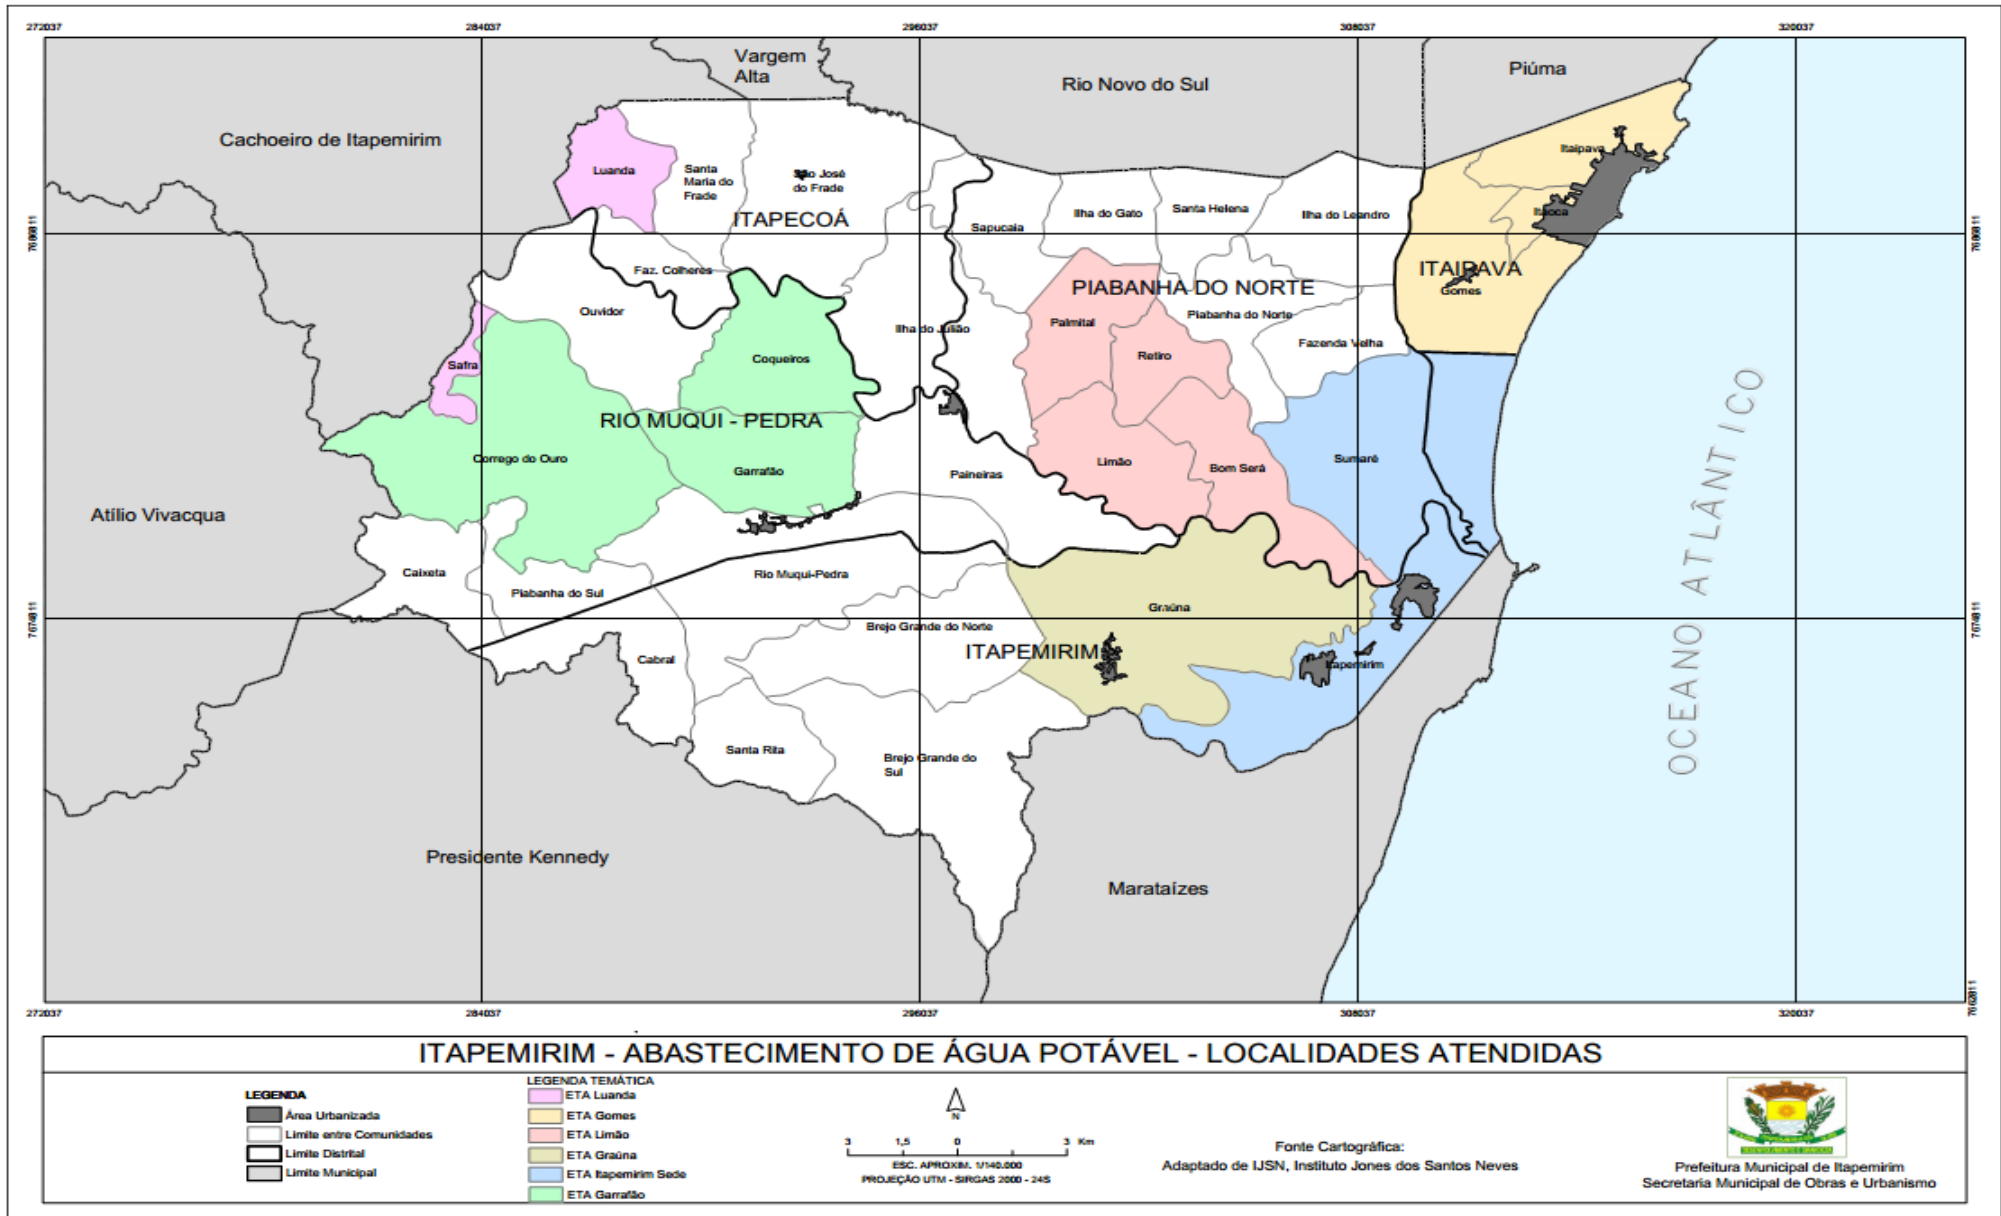 272037
284037
296037
308037
320037
Vargem
Alta
Piúma
Rio Novo do Sul
Cachoeiro de Itapemirim
Itaipava
Luanda
Santa
Maria do
Frade
São José
do Frade
ITAPECOÁ
Sapucaia
Ilha do Gato
Santa Helena
Ilha do Leandro
Itaoca
7686811
7686811
Faz. Colheres
ITAIPAVA
Gomes
PIABANHA DO NORTE
Ouvidor
Ilha do Julião
Palmital
Piabanha do Norte
Fazenda Velha
Safra
Coqueiros
Retiro
RIO MUQUI - PEDRA
Corrego do Ouro
Garrafão
Paineiras
Limão
Bom Será
Sumaré
OCEANO ATLÂNTICO
Atílio Vivacqua
Caixeta
Piabanha do Sul
Rio Muqui-Pedra
Graúna
7674811
7674811
Brejo Grande do Norte
ITAPEMIRIM
Cabral
Itapemirim
Santa Rita
Brejo Grande do
Sul
Presidente Kennedy
Marataízes
7662811
272037
284037
296037
308037
320037
ITAPEMIRIM - ABASTECIMENTO DE ÁGUA POTÁVEL - LOCALIDADES ATENDIDAS
LEGENDA
Área Urbanizada
Limite entre Comunidades
Limite Distrital
Limite Municipal
LEGENDA TEMÁTICA
ETA Luanda
ETA Gomes
ETA Limão
ETA Graúna
ETA Itapemirim Sede
ETA Garrafão
N
3 1,5 0 3 Km
ESC. APROXIM. 1/140.000
PROJEÇÃO UTM - SIRGAS 2000 - 24S
Fonte Cartográfica:
Adaptado de IJSN, Instituto Jones dos Santos Neves
Prefeitura Municipal de Itapemirim
Secretaria Municipal de Obras e Urbanismo